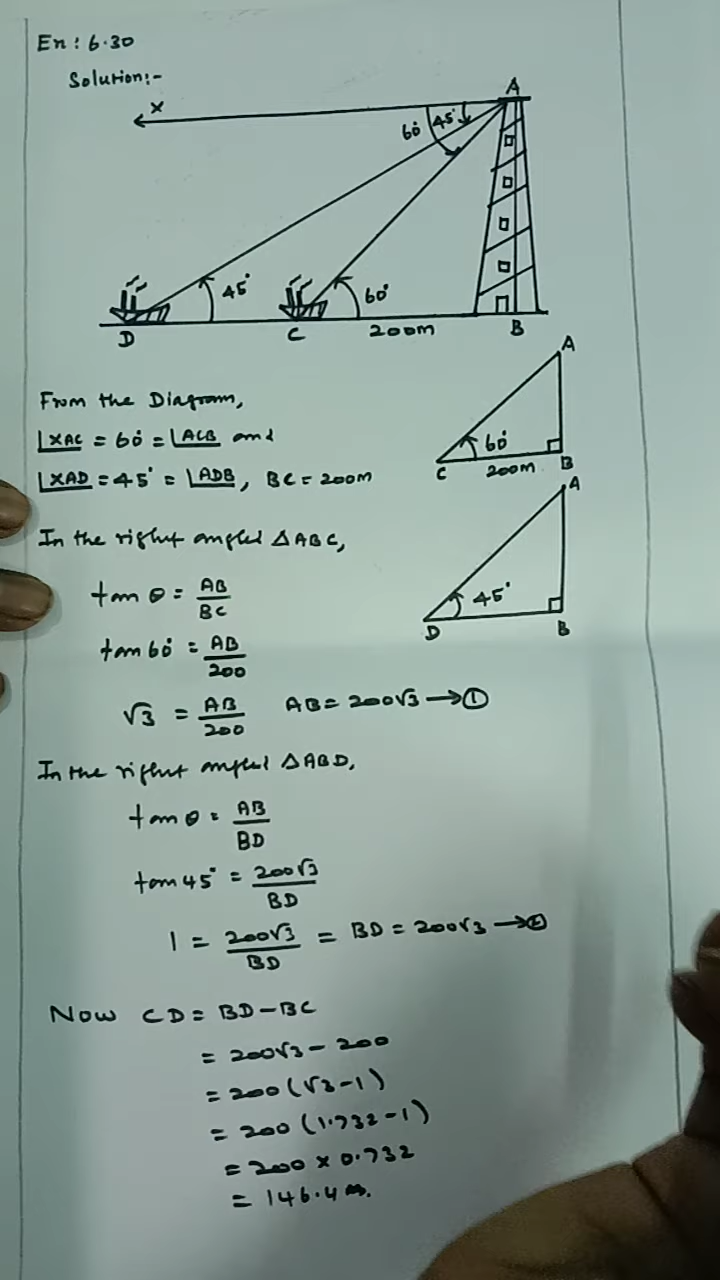 En : 6.30
Solution:-
A
x
60° 45°
45°
60°
D C 200m B
A
60°
C 200m B
From the Diagram,
∠XAC = 60° = ∠ACB and
∠XAD = 45° = ∠ADB, BC = 200m
A
45°
D B
In the right angled △ABC,
tan θ = AB/BC
tan 60° = AB/200
√3 = AB/200 AB = 200√3 → ①
In the right angled △ABD,
tan θ = AB/BD
tan 45° = 200√3/BD
1 = 200√3/BD = BD = 200√3 → ②
Now CD = BD - BC
= 200√3 - 200
= 200 (√3 - 1)
= 200 (1.732 - 1)
= 200 x 0.732
= 146.4 m.